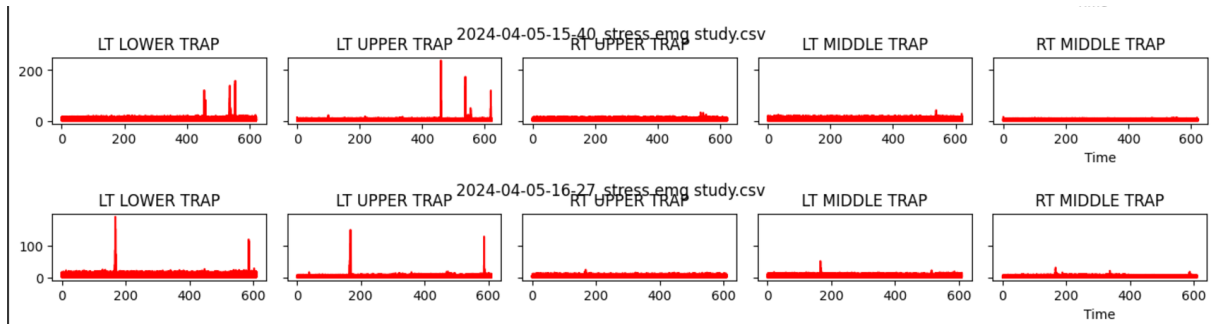 2024-04-05-15-40_stress emg study.csv
LT LOWER TRAP LT UPPER TRAP RT UPPER TRAP LT MIDDLE TRAP RT MIDDLE TRAP
200
0
0 200 400 600 0 200 400 600 0 200 400 600 0 200 400 600 0 200 400 600
Time
2024-04-05-16-27_stress emg study.csv
LT LOWER TRAP LT UPPER TRAP RT UPPER TRAP LT MIDDLE TRAP RT MIDDLE TRAP
100
0
0 200 400 600 0 200 400 600 0 200 400 600 0 200 400 600 0 200 400 600
Time